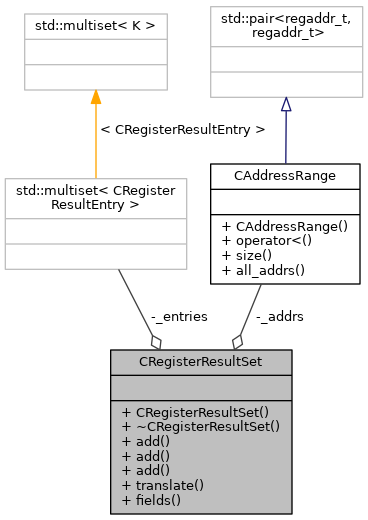 std::multiset< K >
std::pair<regaddr_t,
regaddr_t>
< CRegisterResultEntry >
std::multiset< CRegister
ResultEntry >
CAddressRange
+ CAddressRange()
+ operator<()
+ size()
+ all_addrs()
-_entries
-_addrs
CRegisterResultSet
+ CRegisterResultSet()
+ ~CRegisterResultSet()
+ add()
+ add()
+ add()
+ translate()
+ fields()